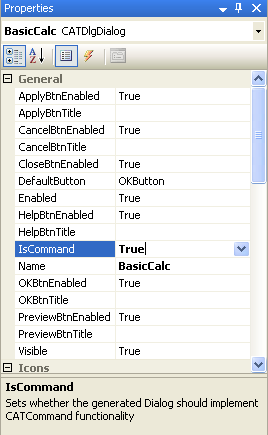 Properties
BasicCalc CATDlgDialog
General
ApplyBtnEnabled True
ApplyBtnTitle
CancelBtnEnabled True
CancelBtnTitle
CloseBtnEnabled True
DefaultButton OKButton
Enabled True
HelpBtnEnabled True
HelpBtnTitle
IsCommand True
Name BasicCalc
OKBtnEnabled True
OKBtnTitle
PreviewBtnEnabled True
PreviewBtnTitle
Visible True
Icons
IsCommand
Sets whether the generated Dialog should implement
CATCommand functionality